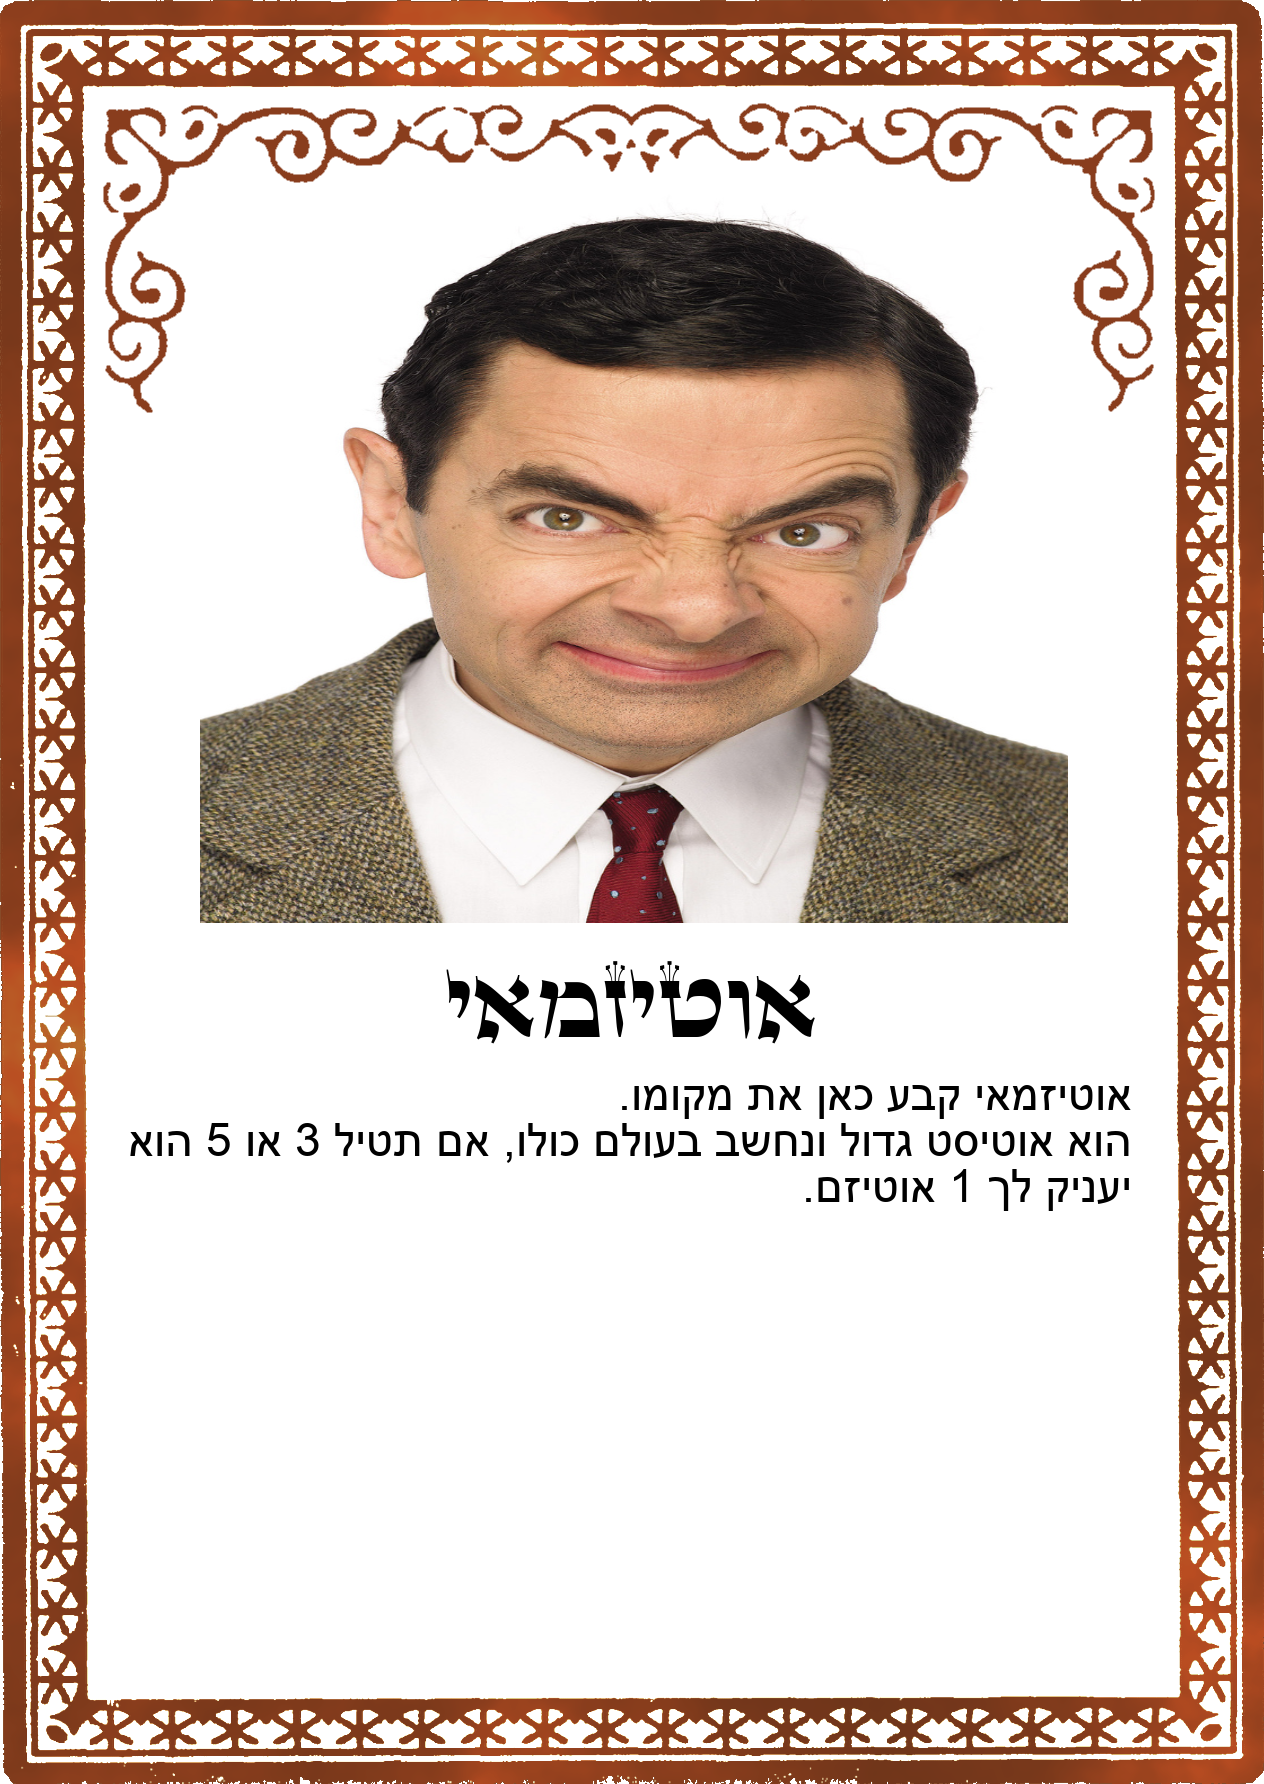 אוטיזמאי
אוטיזמאי קבע כאן את מקומו.
הוא אוטיסט גדול ונחשב בעולם כולו, אם תטיל 3 או 5 הוא
יעניק לך 1 אוטיזם.